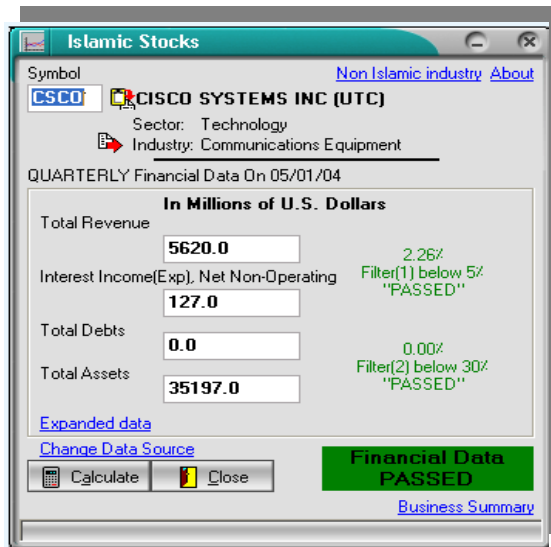 Islamic Stocks
Symbol
Non Islamic industry About
CSCO
CISCO SYSTEMS INC (UTC)
Sector: Technology
Industry: Communications Equipment
QUARTERLY Financial Data On 05/01/04
In Millions of U.S. Dollars
Total Revenue
5620.0
2.26%
Filter(1) below 5%
"PASSED"
Interest Income(Exp), Net Non-Operating
127.0
Total Debts
0.0
0.00%
Filter(2) below 30%
"PASSED"
Total Assets
35197.0
Expanded data
Change Data Source
Calculate
Close
Financial Data
PASSED
Business Summary